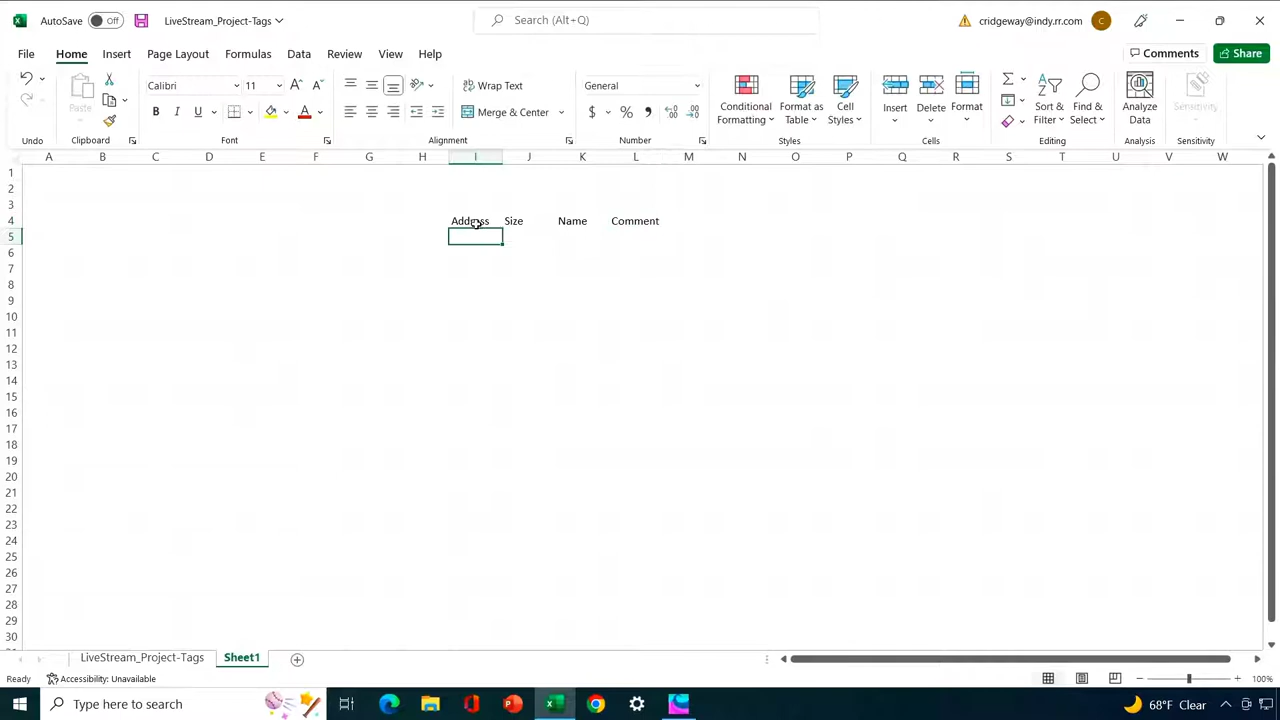 AutoSave Off LiveStream_Project-Tags Search (Alt+Q) cridgeway@indy.rr.com C
File Home Insert Page Layout Formulas Data Review View Help Comments Share
Calibri 11 Wrap Text General
Paste B I U Merge & Center $ % Conditional Formatting Format as Table Cell Styles Insert Delete Format Sort & Filter Find & Select Analyze Data Sensitivity
Undo Clipboard Font Alignment Number Styles Cells Editing Analysis Sensitivity
A B C D E F G H I J K L M N O P Q R S T U V W
1
2
3
4 Address Size Name Comment
5
6
7
8
9
10
11
12
13
14
15
16
17
18
19
20
21
22
23
24
25
26
27
28
29
30
LiveStream_Project-Tags Sheet1
Ready Accessibility: Unavailable 100%
Type here to search 68°F Clear